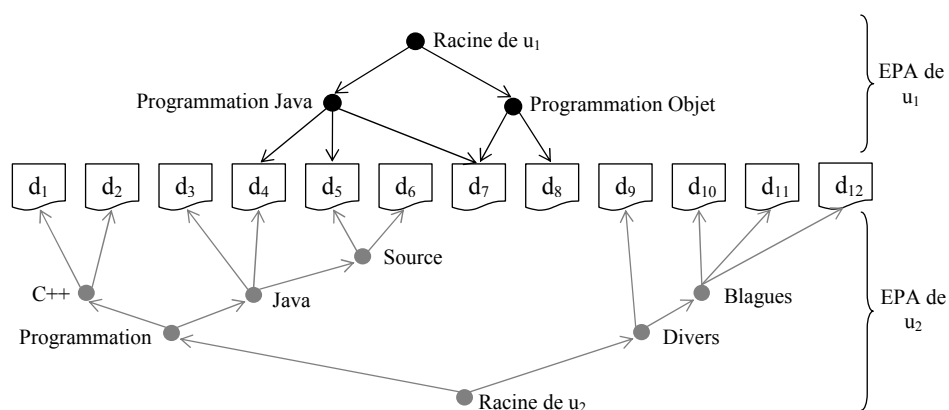 Racine de u₁
EPA de
u₁
Programmation Java
Programmation Objet
d₁ d₂ d₃ d₄ d₅ d₆ d₇ d₈ d₉ d₁₀ d₁₁ d₁₂
Source
C++
Java
Blagues
EPA de
u₂
Programmation
Divers
Racine de u₂